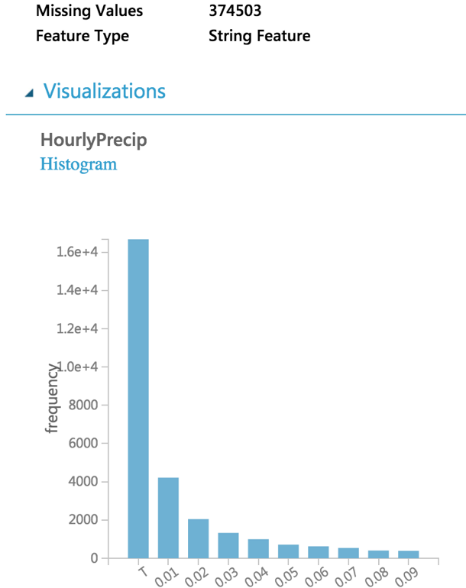 Missing Values 374503
Feature Type String Feature
Visualizations
HourlyPrecip
Histogram
1.6e+4
1.4e+4
1.2e+4
1.0e+4
8000
6000
4000
2000
0
frequency
T 0.01 0.02 0.03 0.04 0.05 0.06 0.07 0.08 0.09